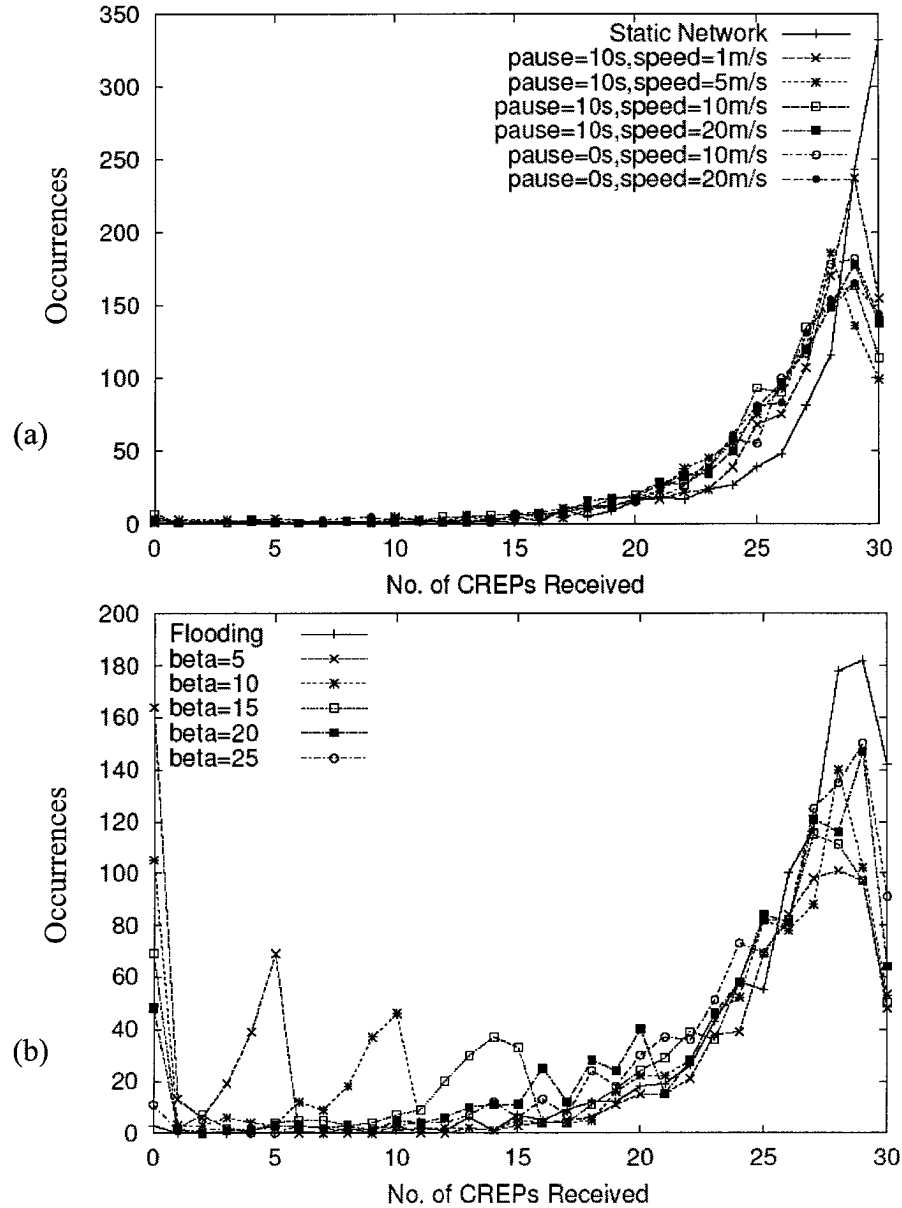 350
300
250
200
150
100
50
0
Occurrences
(a)
Static Network
pause=10s,speed=1m/s
pause=10s,speed=5m/s
pause=10s,speed=10m/s
pause=10s,speed=20m/s
pause=0s,speed=10m/s
pause=0s,speed=20m/s
0 5 10 15 20 25 30
No. of CREPs Received
200
180
160
140
120
100
80
60
40
20
0
Occurrences
(b)
Flooding
beta=5
beta=10
beta=15
beta=20
beta=25
0 5 10 15 20 25 30
No. of CREPs Received